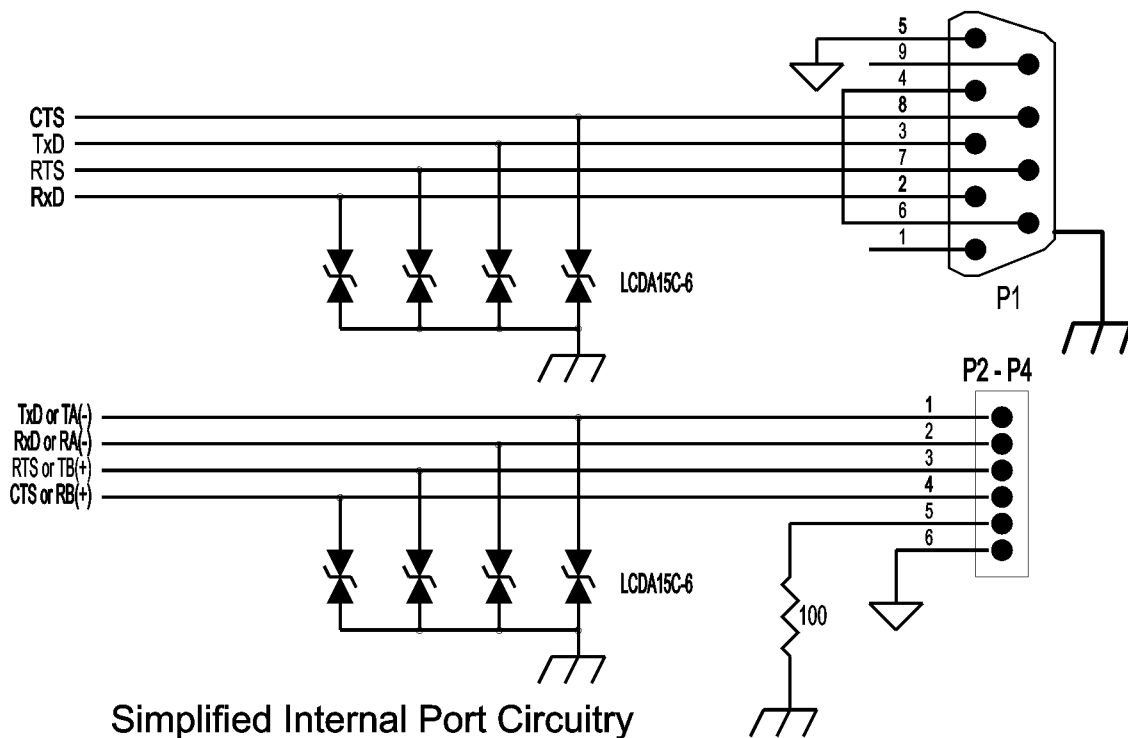 5
9
4
CTS
8
TxD
3
RTS
7
RxD
2
6
1
LCDA15C-6
P1
P2 - P4
TxD or TA(-)
1
RxD or RA(-)
2
RTS or TB(+)
3
CTS or RB(+)
4
5
6
LCDA15C-6
100
Simplified Internal Port Circuitry